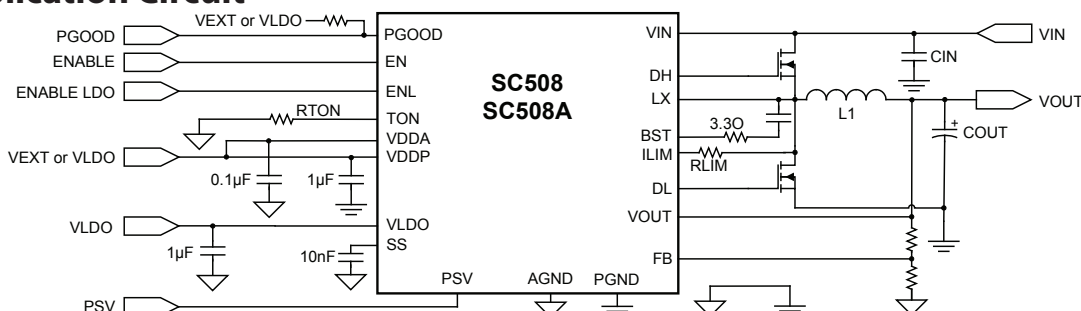 lication Circuit
VEXT or VLDO
PGOOD
ENABLE
ENABLE LDO
RTON
VEXT or VLDO
0.1µF
1µF
VLDO
1µF
10nF
PSV
PGOOD
EN
ENL
TON
VDDA
VDDP
VLDO
SS
PSV
AGND
PGND
SC508
SC508A
VIN
DH
LX
BST
ILIM
DL
VOUT
FB
3.3O
RLIM
L1
CIN
VIN
VOUT
+
COUT